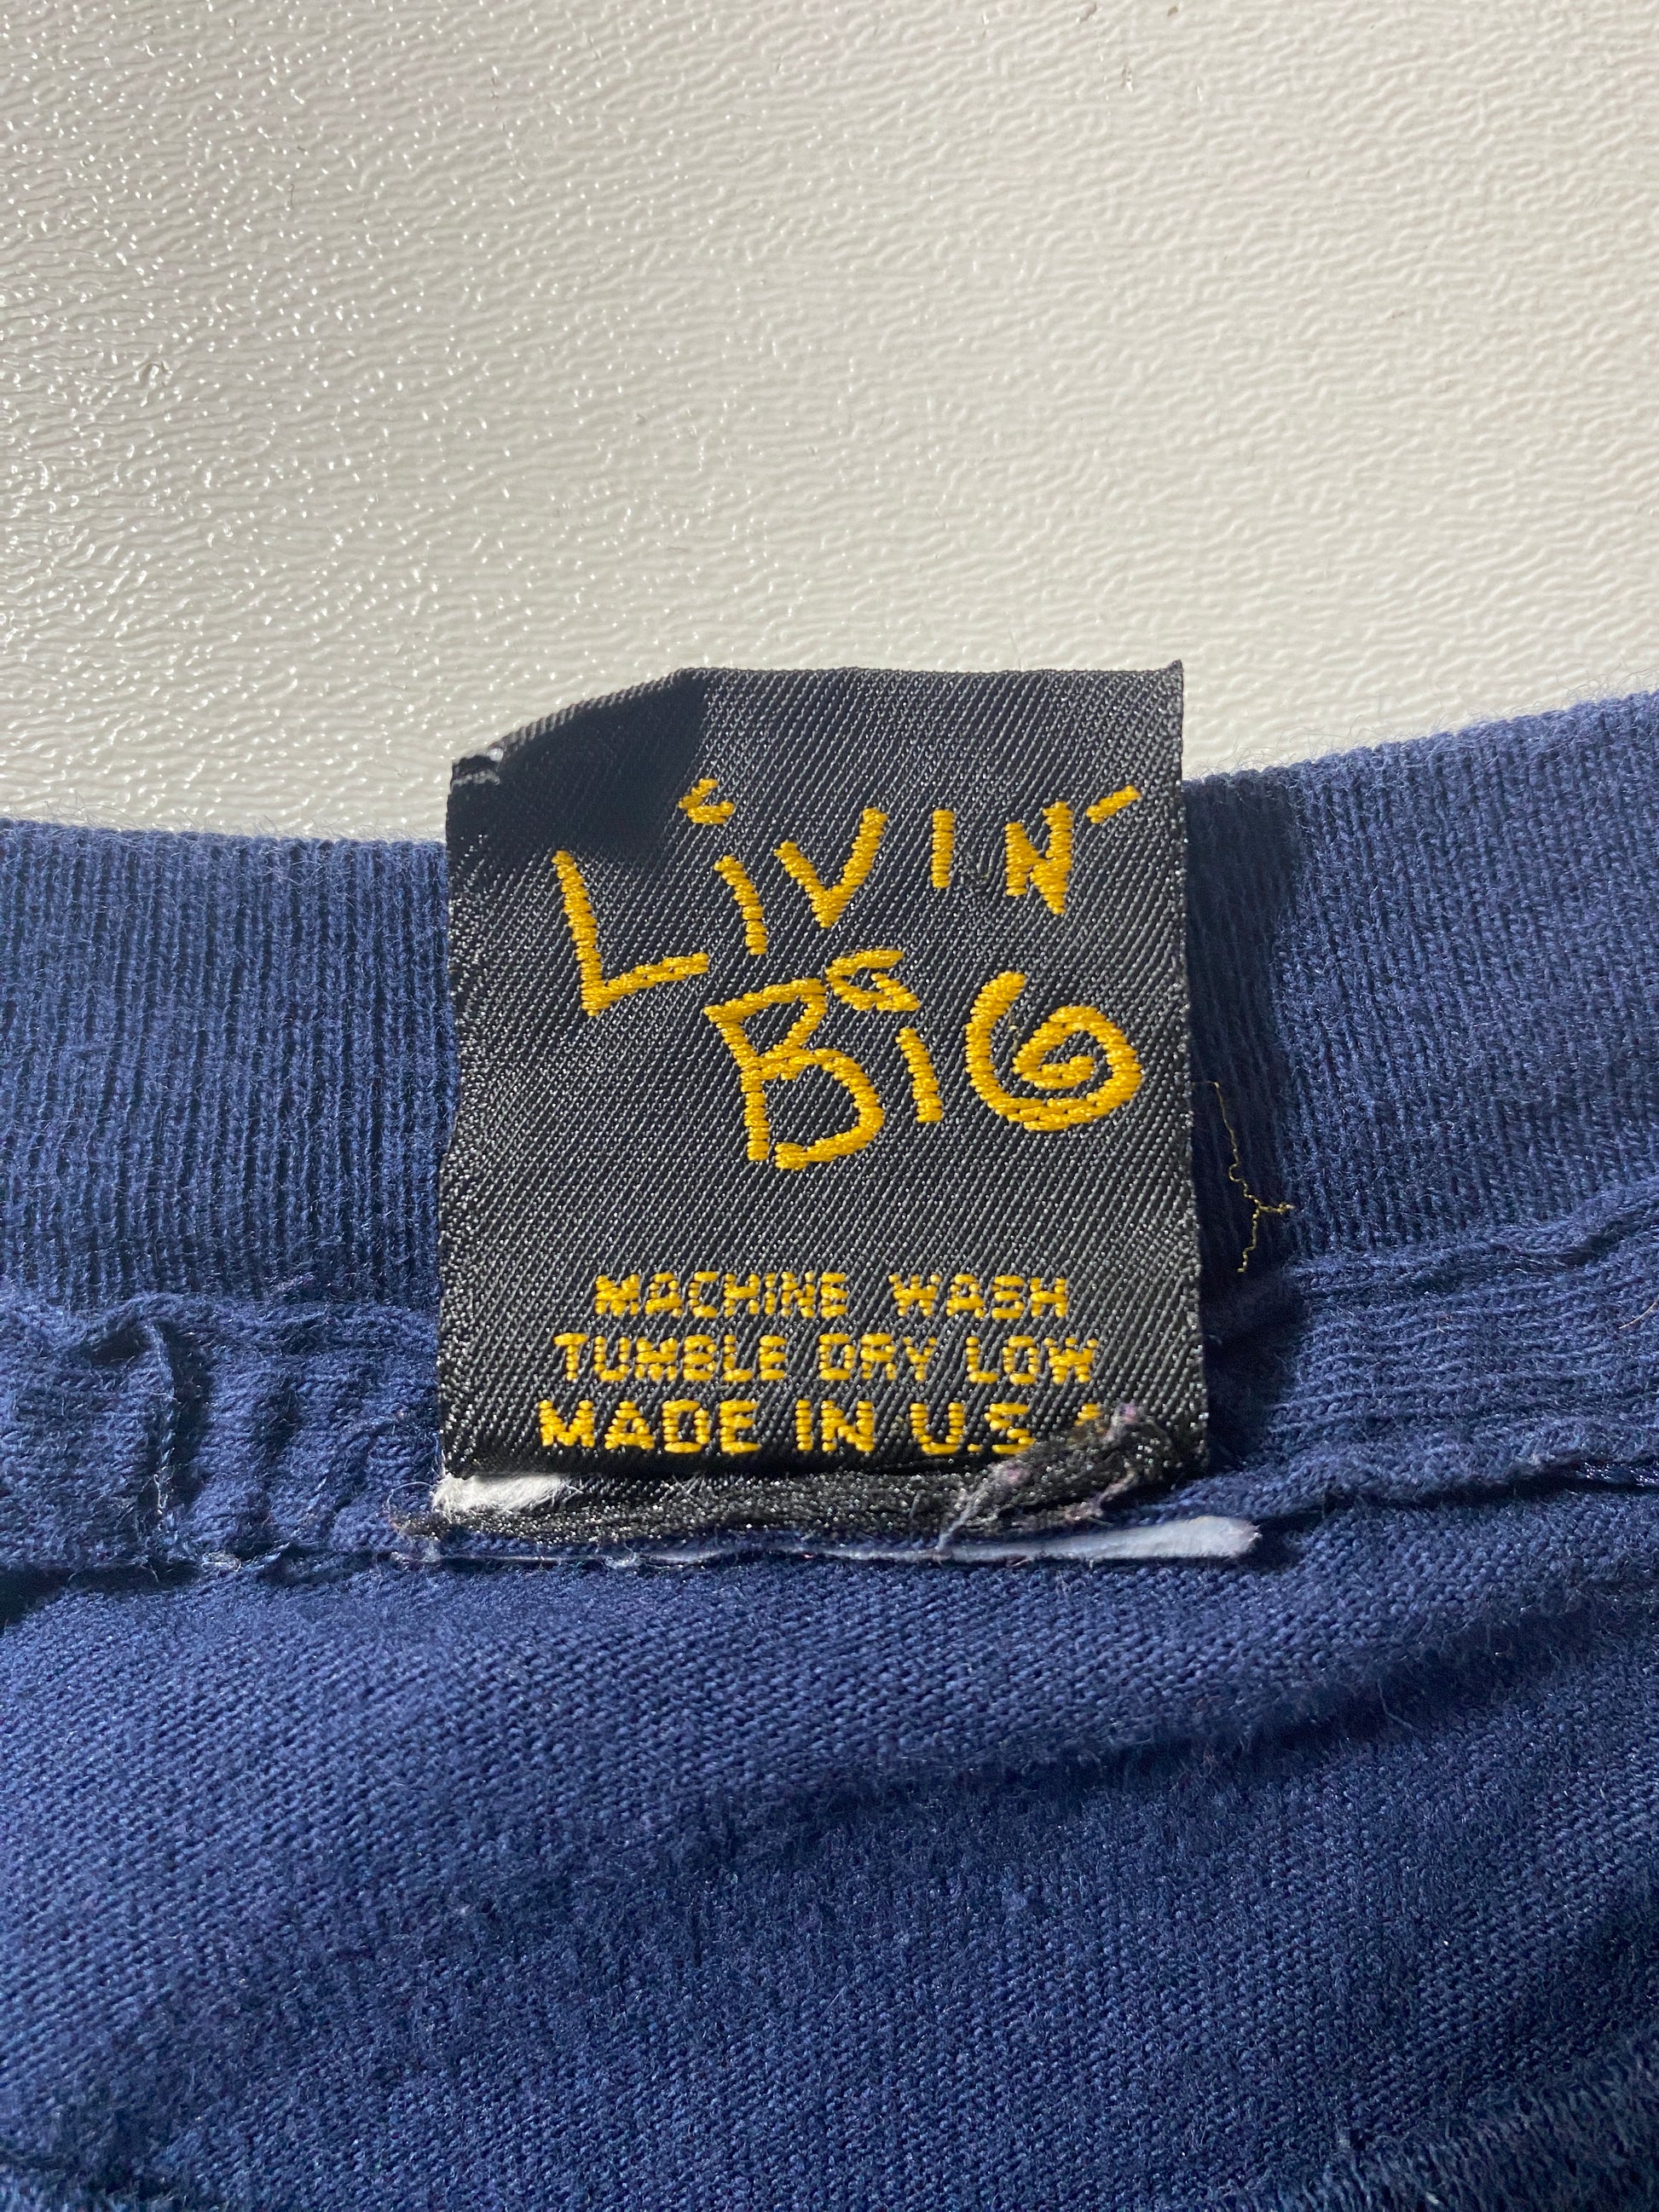 LiVIN'
BIG
MACHINE WASH
TUMBLE DRY LOW
MADE IN U.S.A